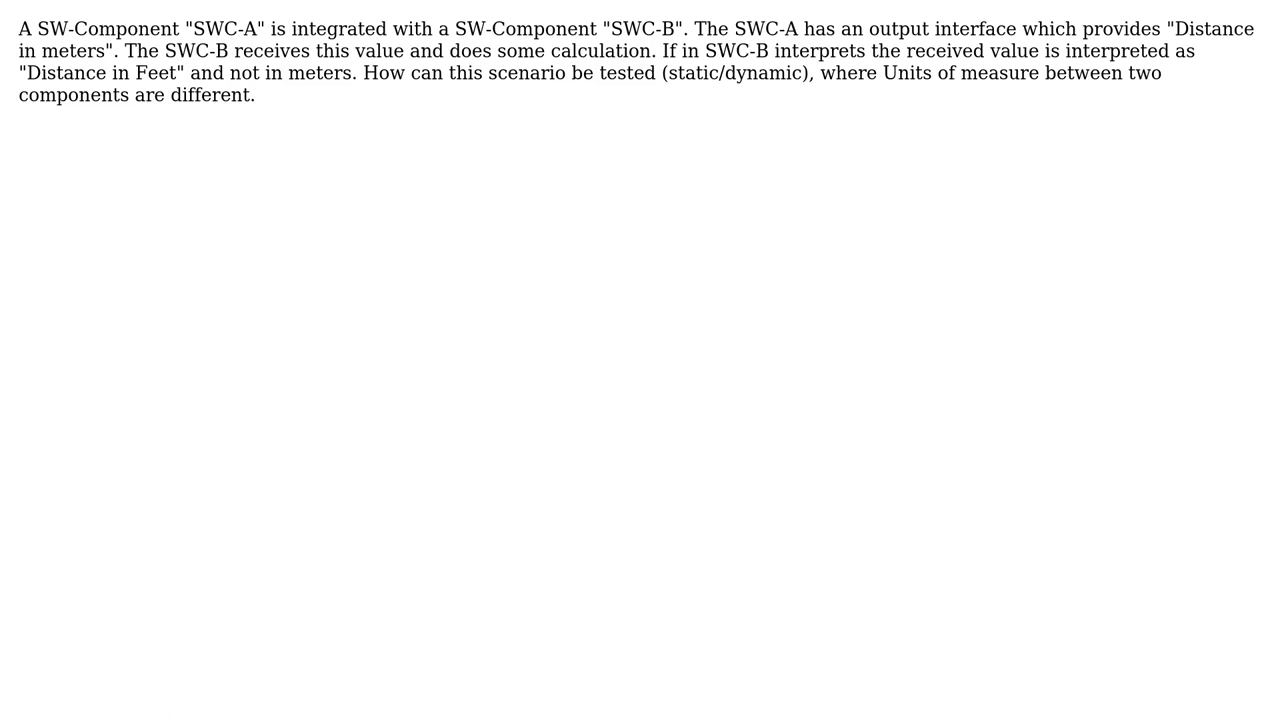 A SW-Component "SWC-A" is integrated with a SW-Component "SWC-B". The SWC-A has an output interface which provides "Distance
in meters". The SWC-B receives this value and does some calculation. If in SWC-B interprets the received value is interpreted as
"Distance in Feet" and not in meters. How can this scenario be tested (static/dynamic), where Units of measure between two
components are different.